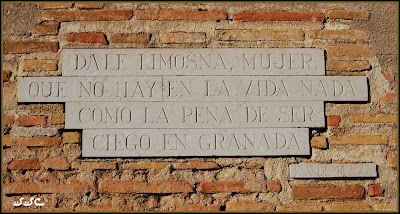 DALE LIMOSNA, MUJER,
QUE NO HAY EN LA VIDA NADA
COMO LA PENA DE SER
CIEGO EN GRANADA